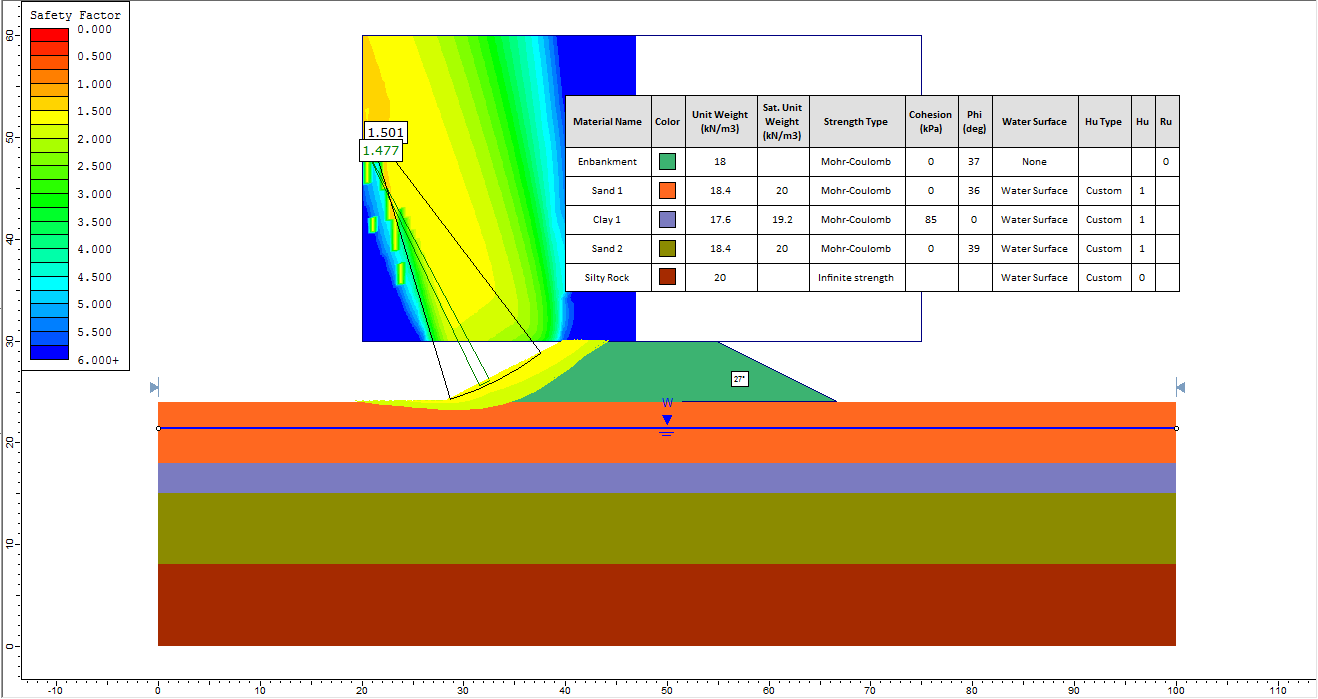 Safety Factor
0.000
0.500
1.000
1.500
2.000
2.500
3.000
3.500
4.000
4.500
5.000
5.500
6.000+
60
50
40
30
20
10
0
1.501
1.477
Material Name Color Unit Weight (kN/m3) Sat. Unit Weight (kN/m3) Strength Type Cohesion (kPa) Phi (deg) Water Surface Hu Type Hu Ru
Enbankment 18 Mohr-Coulomb 0 37 None 0
Sand 1 18.4 20 Mohr-Coulomb 0 36 Water Surface Custom 1
Clay 1 17.6 19.2 Mohr-Coulomb 85 0 Water Surface Custom 1
Sand 2 18.4 20 Mohr-Coulomb 0 39 Water Surface Custom 1
Silty Rock 20 Infinite strength Water Surface Custom 0
27°
W
-10 0 10 20 30 40 50 60 70 80 90 100 110